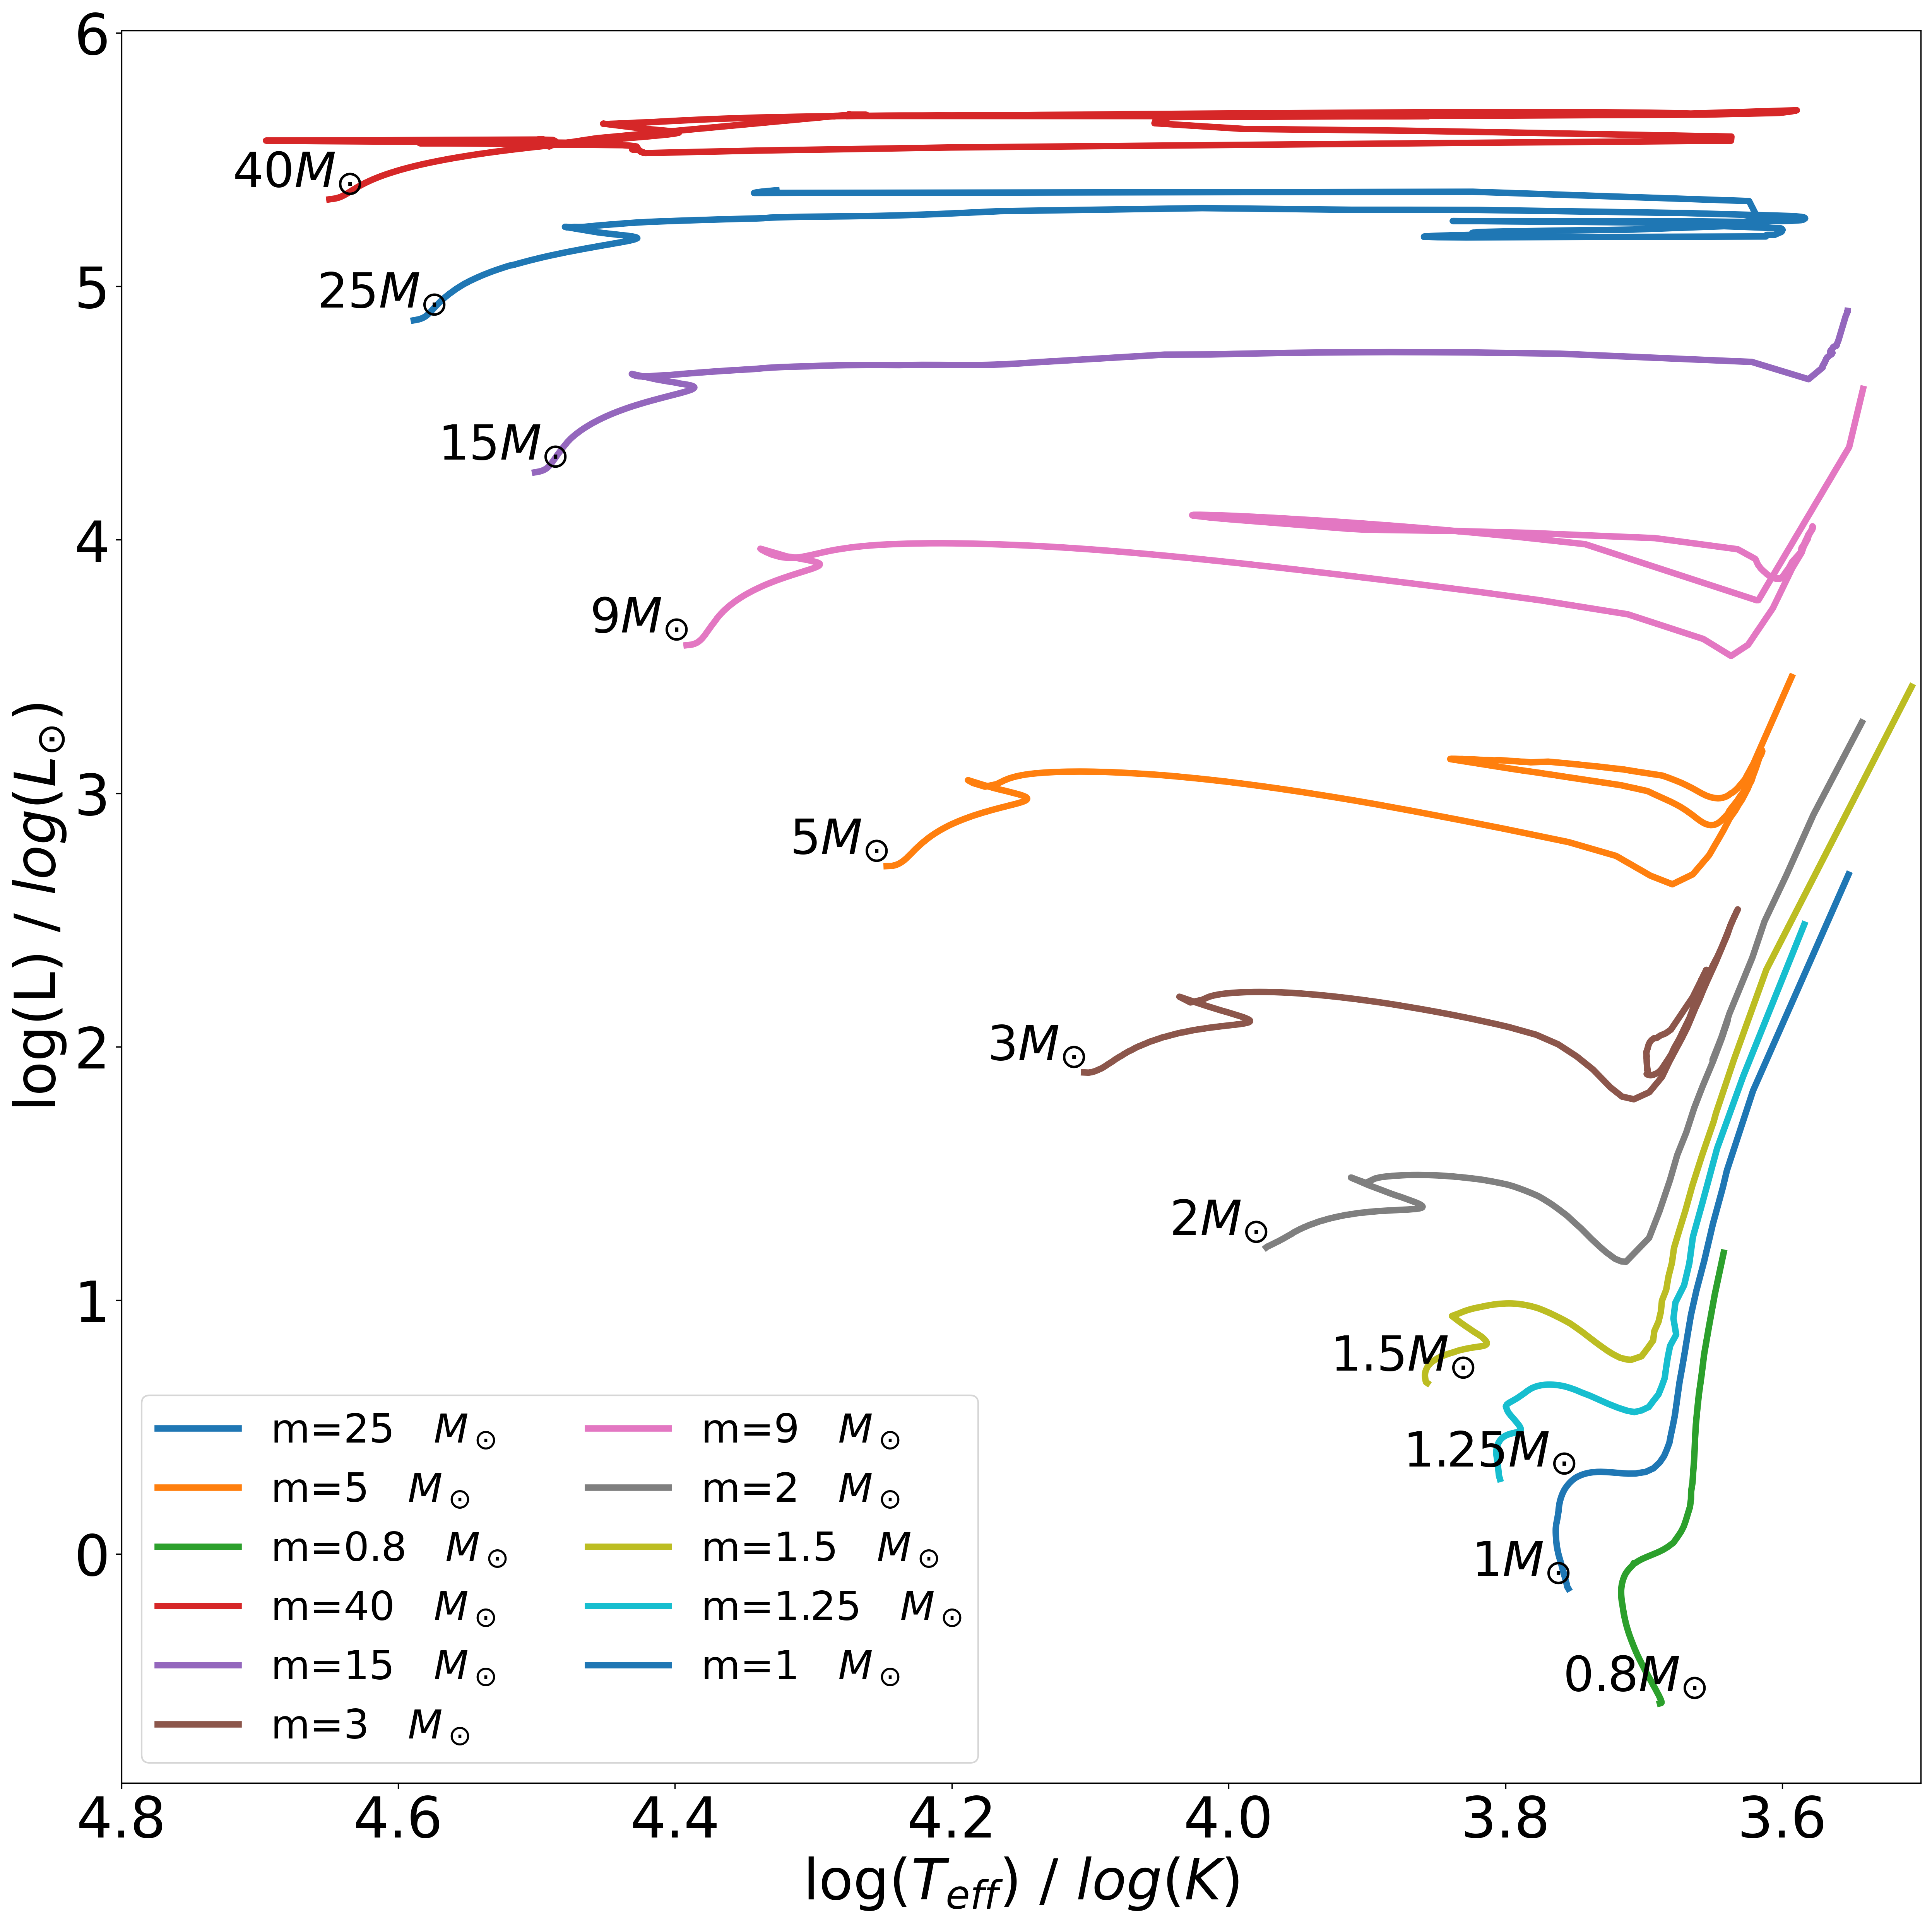 6
40M⊙
25M⊙
5
15M⊙
4
9M⊙
log(L) / log(L⊙)
3
5M⊙
3M⊙
2
2M⊙
1
1.5M⊙
1.25M⊙
0
1M⊙
0.8M⊙
m=25 M⊙
m=5 M⊙
m=0.8 M⊙
m=40 M⊙
m=15 M⊙
m=3 M⊙
m=9 M⊙
m=2 M⊙
m=1.5 M⊙
m=1.25 M⊙
m=1 M⊙
4.8 4.6 4.4 4.2 4.0 3.8 3.6
log(Teff) / log(K)